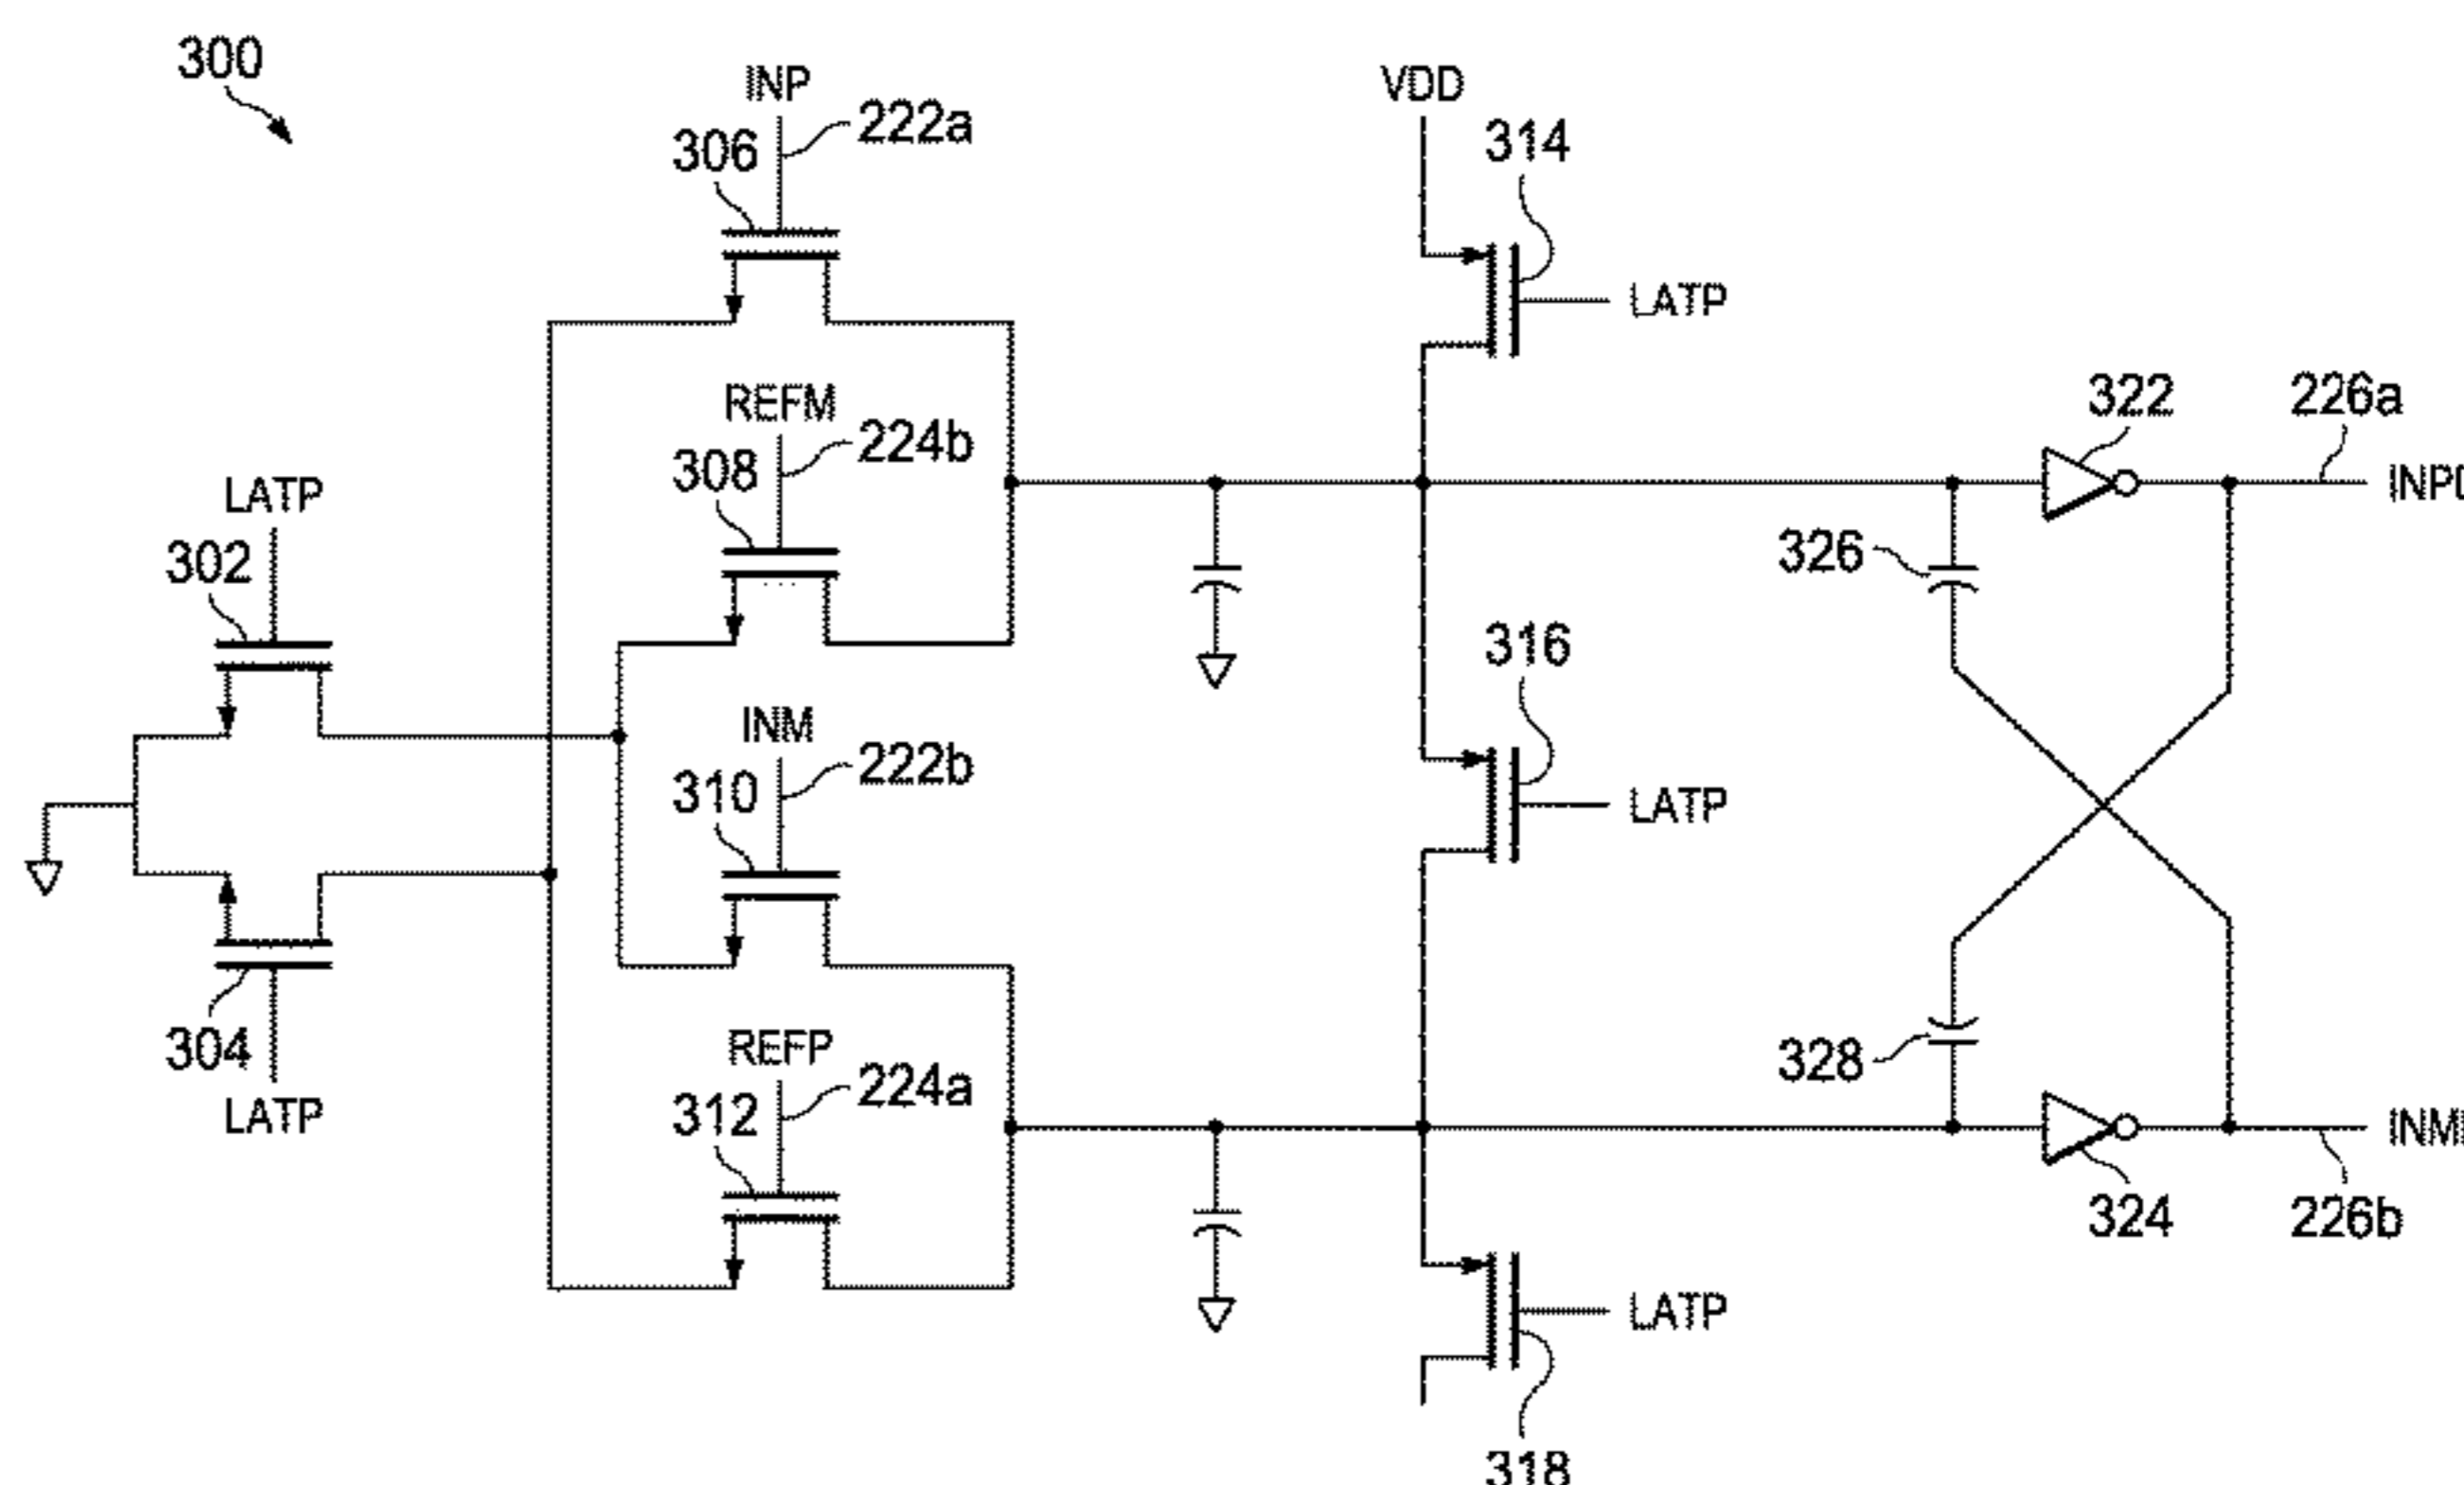 300
INP
222a
306
VDD
314
LATP
REFM
224b
308
322
226a
LATP
302
326
316
INM
222b
310
LATP
304
LATP
REFP
224a
312
328
324
226b
LATP
318